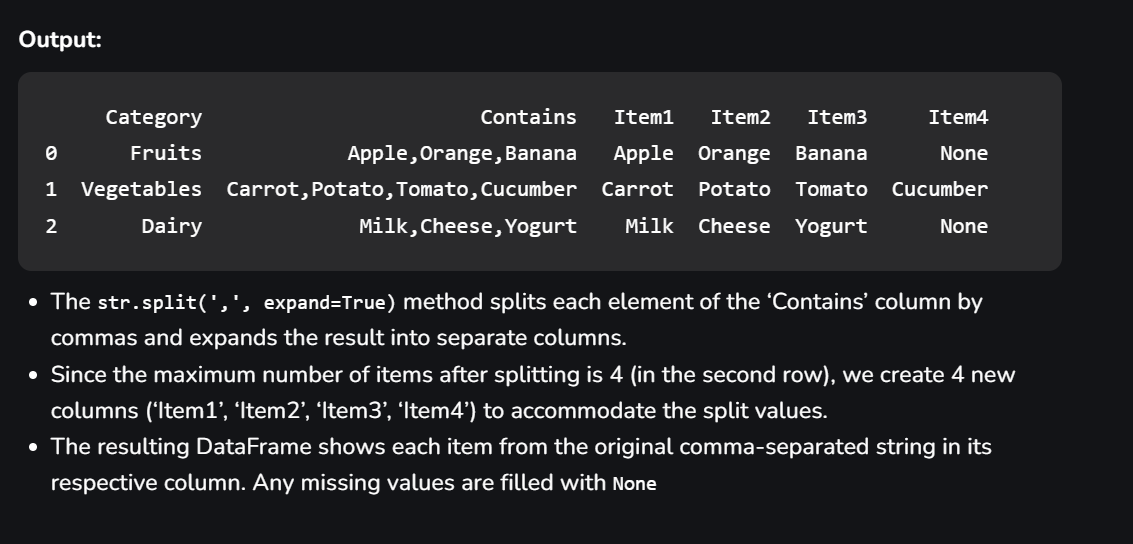 Output:
Category Contains Item1 Item2 Item3 Item4
0 Fruits Apple,Orange,Banana Apple Orange Banana None
1 Vegetables Carrot,Potato,Tomato,Cucumber Carrot Potato Tomato Cucumber
2 Dairy Milk,Cheese,Yogurt Milk Cheese Yogurt None
• The str.split(',', expand=True) method splits each element of the ‘Contains’ column by
commas and expands the result into separate columns.
• Since the maximum number of items after splitting is 4 (in the second row), we create 4 new
columns (‘Item1’, ‘Item2’, ‘Item3’, ‘Item4’) to accommodate the split values.
• The resulting DataFrame shows each item from the original comma-separated string in its
respective column. Any missing values are filled with None